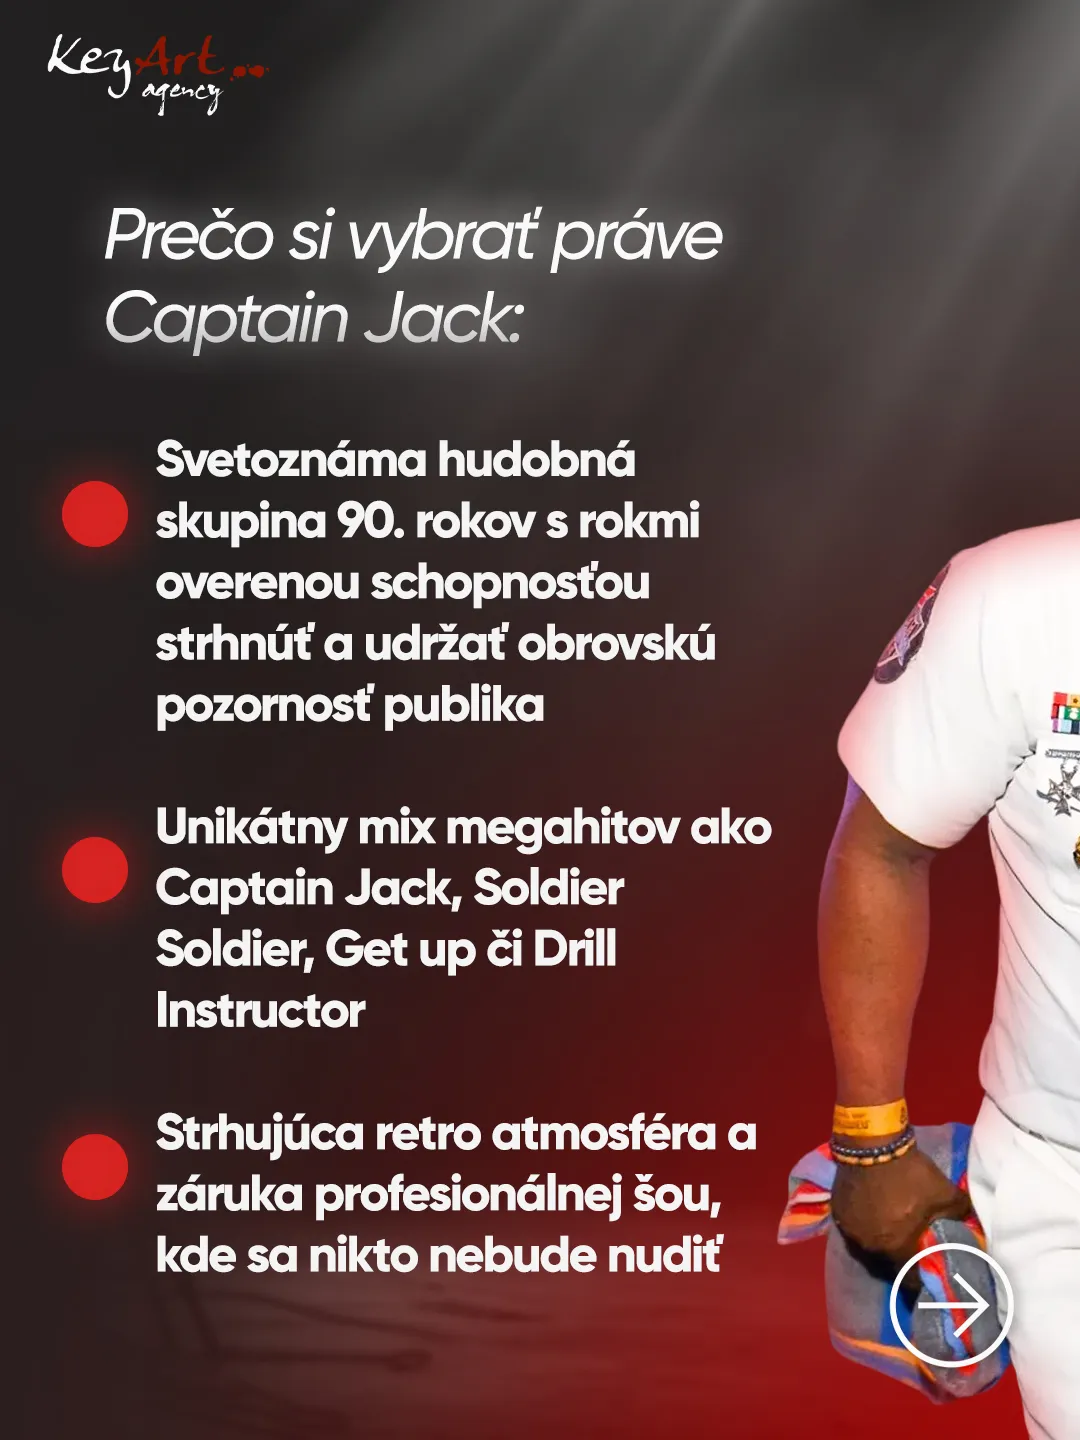 KeyArt
agency
Prečo si vybrať práve
Captain Jack:
Svetoznáma hudobná
skupina 90. rokov s rokmi
overenou schopnosťou
strhnúť a udržať obrovskú
pozornosť publika
Unikátny mix megahitov ako
Captain Jack, Soldier
Soldier, Get up či Drill
Instructor
Strhujúca retro atmosféra a
záruka profesionálnej šou,
kde sa nikto nebude nudiť